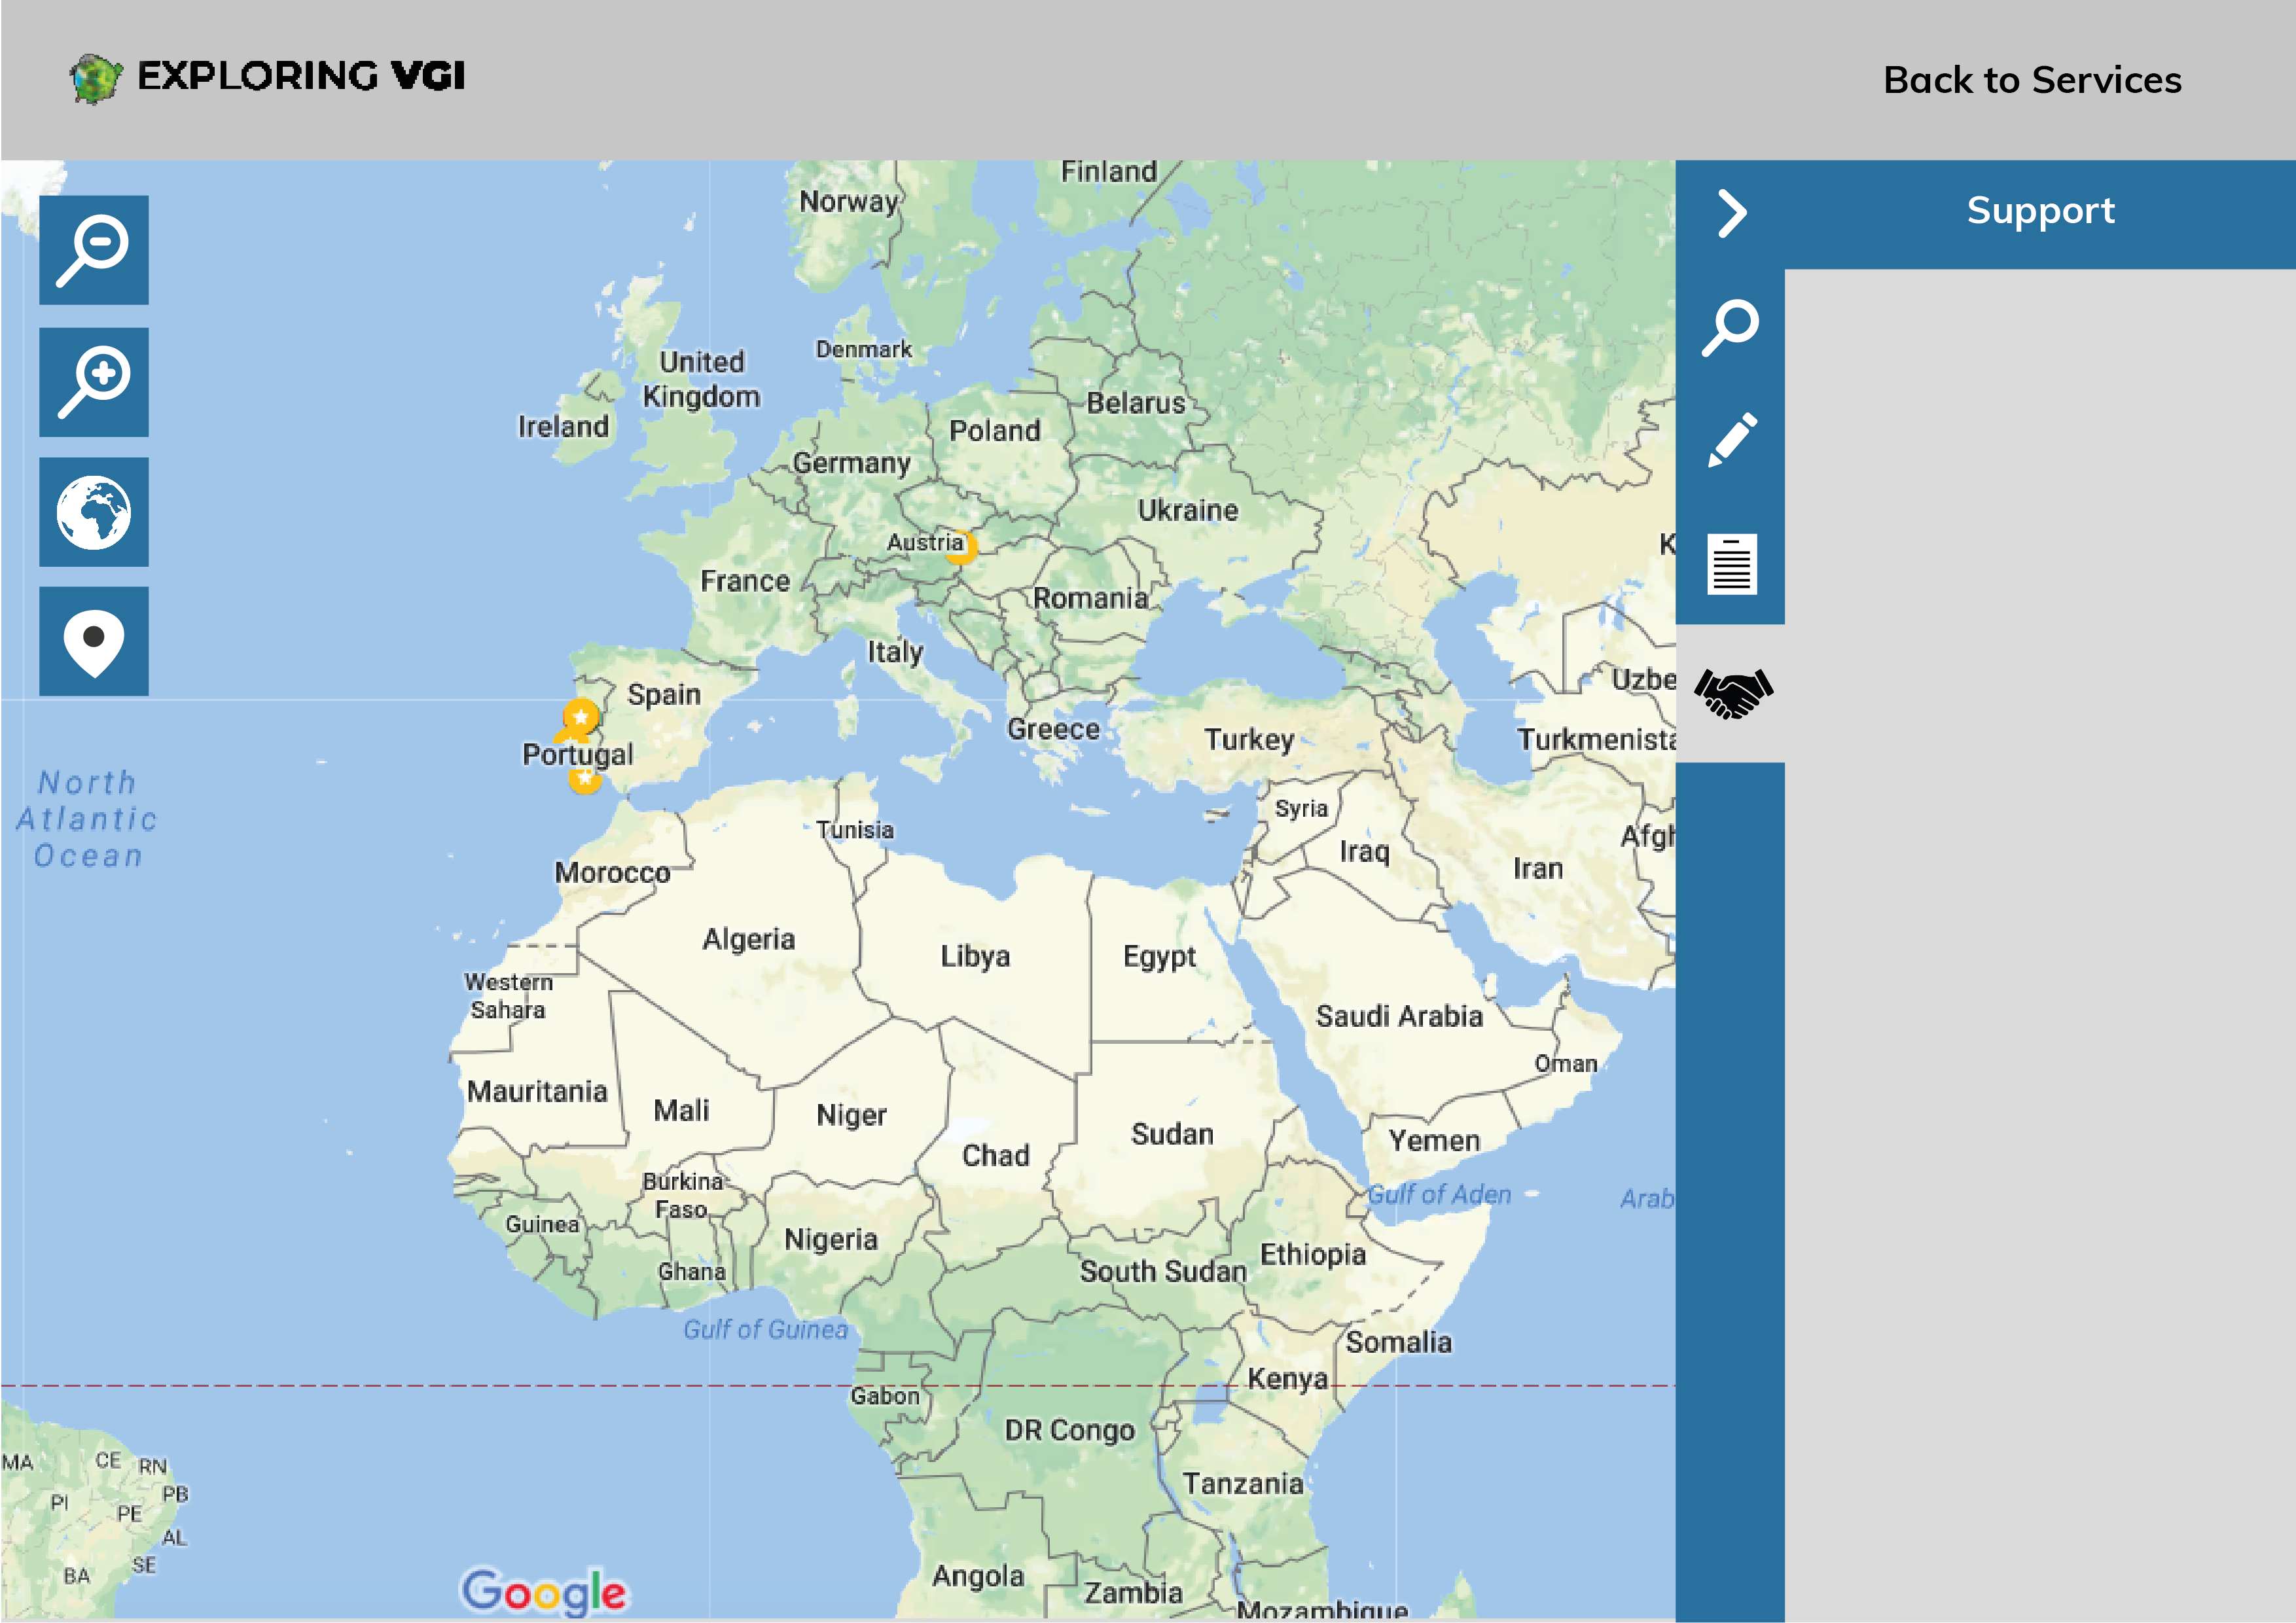 EXPLORING VGI
Back to Services
Support
Finland
Norway
Denmark
United
Kingdom
Ireland
Belarus
Poland
Germany
Ukraine
Austria
K
France
Romania
Italy
Uzbe
Spain
Greece
Turkey
Turkmenista
Portugal
North
Atlantic
Ocean
Syria
Tunisia
Afgh
Iraq
Iran
Morocco
Algeria
Libya
Egypt
Western
Sahara
Saudi Arabia
Oman
Mauritania
Mali
Niger
Sudan
Yemen
Chad
Burkina
Faso
Gulf of Aden
Arab
Guinea
Nigeria
Ethiopia
Ghana
South Sudan
Gulf of Guinea
Somalia
Kenya
Gabon
DR Congo
MA
CE
RN
Tanzania
PI
PB
PE
AL
SE
BA
Angola
Google
Zambia
Mozambique